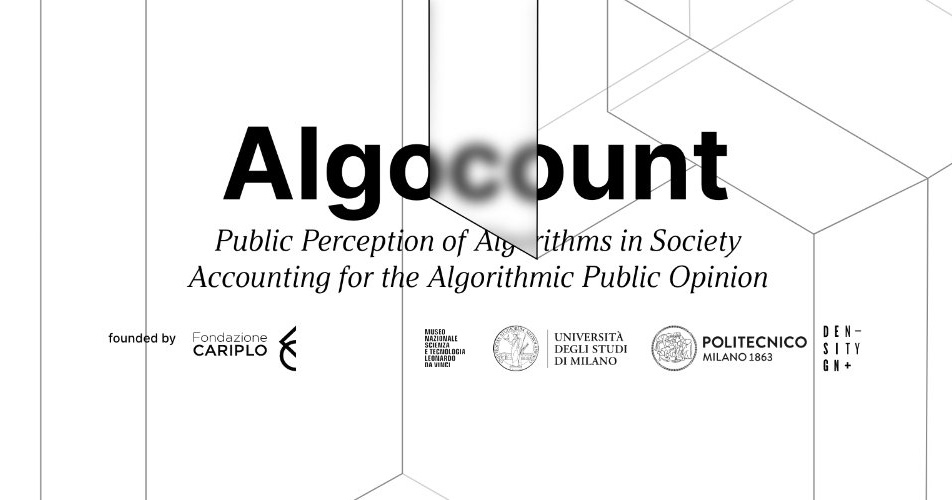 Algocount
Public Perception of Algorithms in Society
Accounting for the Algorithmic Public Opinion
founded by
Fondazione
CARIPLO
MUSEO
NAZIONALE
SCIENZA
E TECNOLOGIA
LEONARDO
DA VINCI
UNIVERSITÀ
DEGLI STUDI
DI MILANO
POLITECNICO
MILANO 1863
DEN–
SITY
GN+